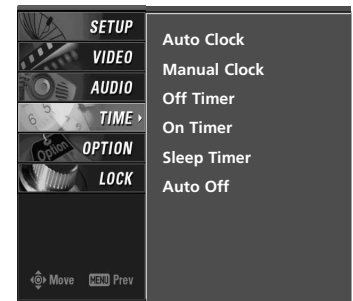 SETUP
VIDEO
AUDIO
TIME
OPTION
LOCK
Move MENU Prev
Auto Clock
Manual Clock
Off Timer
On Timer
Sleep Timer
Auto Off